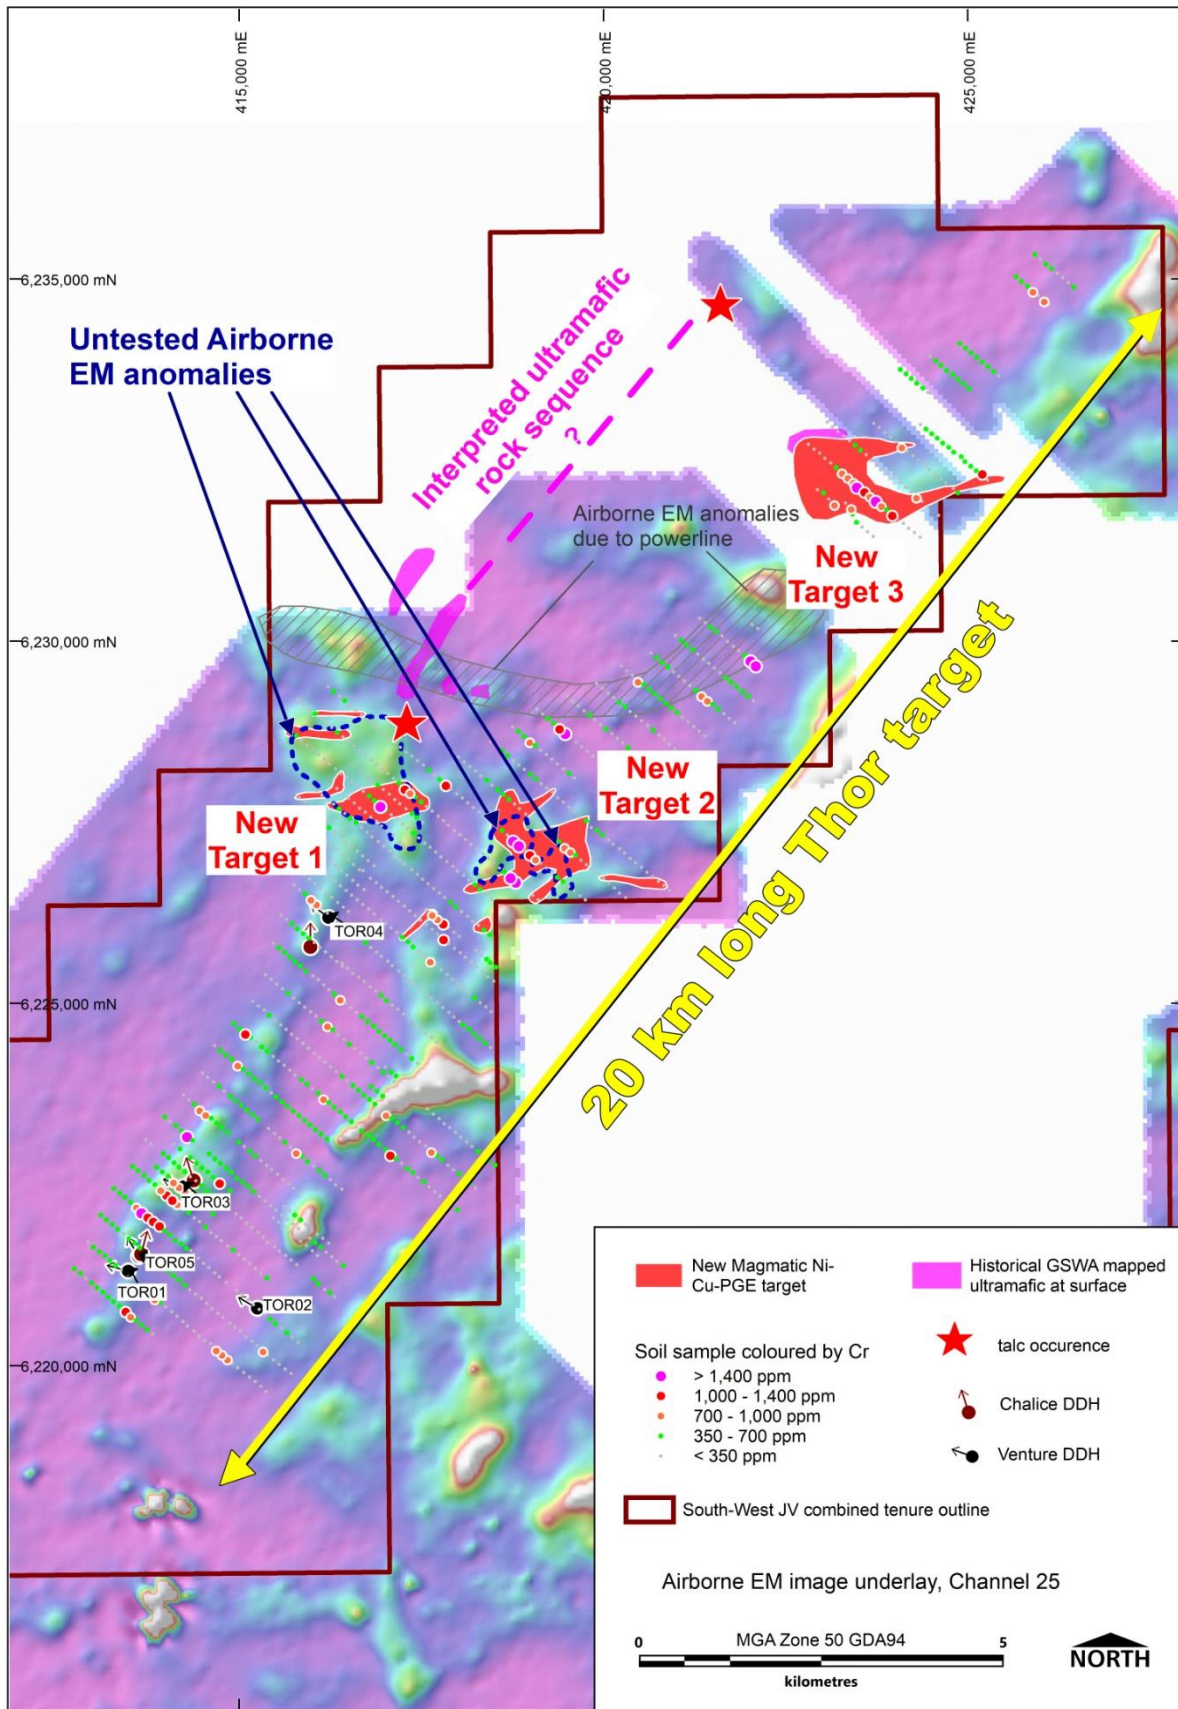 415,000 mE
420,000 mE
425,000 mE
6,235,000 mN
Untested Airborne
EM anomalies
Interpreted ultramafic
rock sequence
?
Airborne EM anomalies
due to powerline
New
Target 3
6,230,000 mN
New
Target 2
New
Target 1
20 km long Thor target
TOR04
6,225,000 mN
TOR03
TOR05
TOR01
TOR02
6,220,000 mN
New Magmatic Ni-
Cu-PGE target
Historical GSWA mapped
ultramafic at surface
Soil sample coloured by Cr
> 1,400 ppm
1,000 - 1,400 ppm
700 - 1,000 ppm
350 - 700 ppm
< 350 ppm
talc occurence
Chalice DDH
Venture DDH
South-West JV combined tenure outline
Airborne EM image underlay, Channel 25
0 MGA Zone 50 GDA94 5
kilometres
NORTH